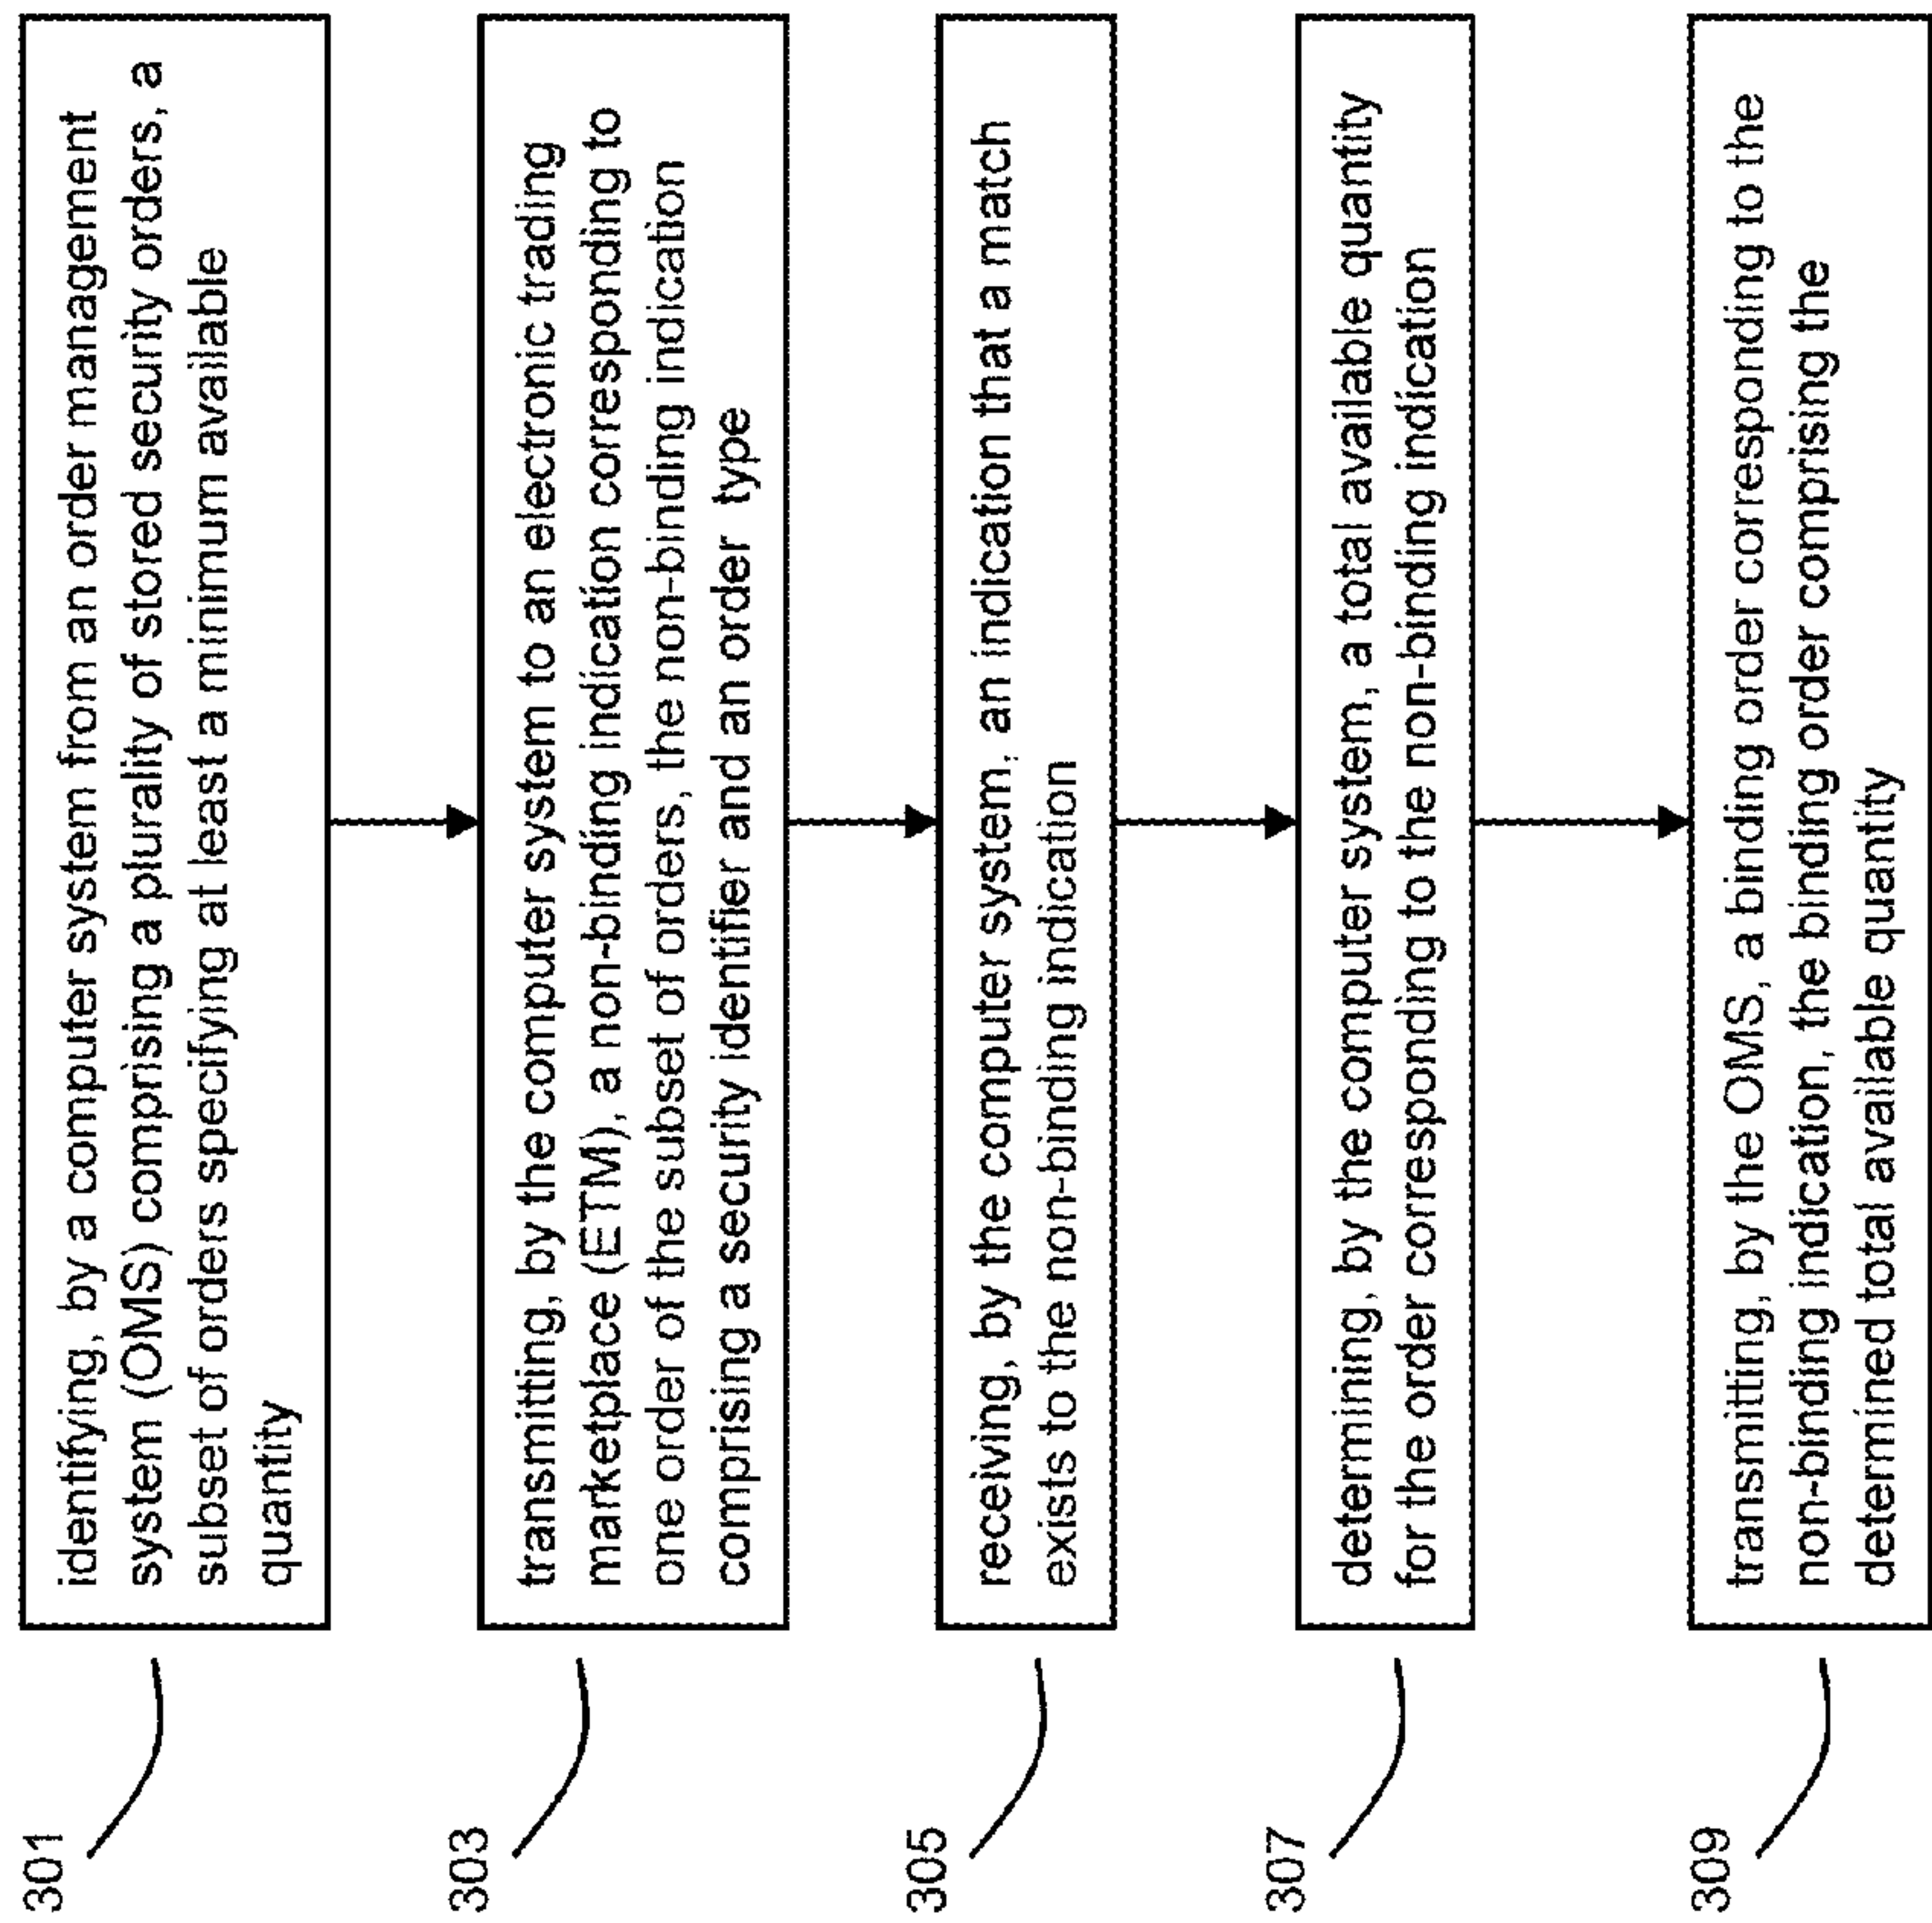 301
identifying, by a computer system from an order management
system (OMS) comprising a plurality of stored security orders, a
subset of orders specifying at least a minimum available
quantity
303
transmitting, by the computer system to an electronic trading
marketplace (ETM), a non-binding indication corresponding to
one order of the subset of orders, the non-binding indication
comprising a security identifier and an order type
305
receiving, by the computer system, an indication that a match
exists to the non-binding indication
307
determining, by the computer system, a total available quantity
for the order corresponding to the non-binding indication
309
transmitting, by the OMS, a binding order corresponding to the
non-binding indication, the binding order comprising the
determined total available quantity